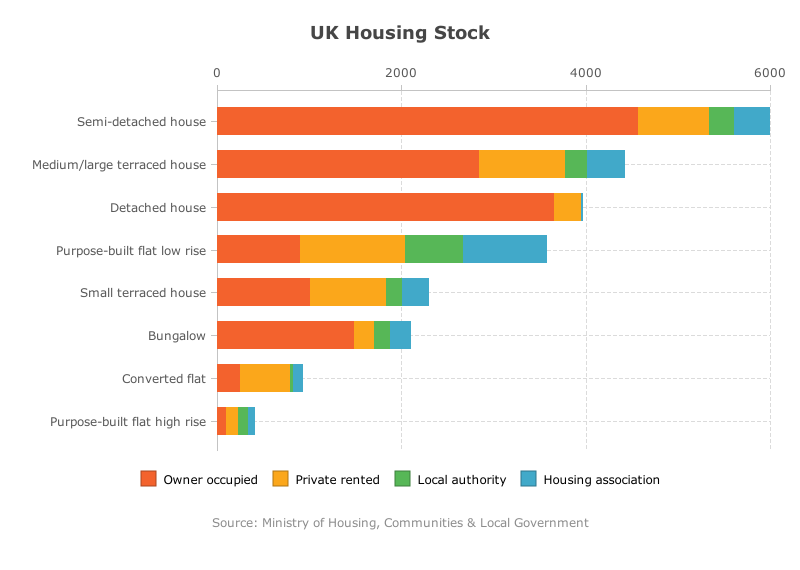 UK Housing Stock
0 2000 4000 6000
Semi-detached house
Medium/large terraced house
Detached house
Purpose-built flat low rise
Small terraced house
Bungalow
Converted flat
Purpose-built flat high rise
Owner occupied Private rented Local authority Housing association
Source: Ministry of Housing, Communities & Local Government